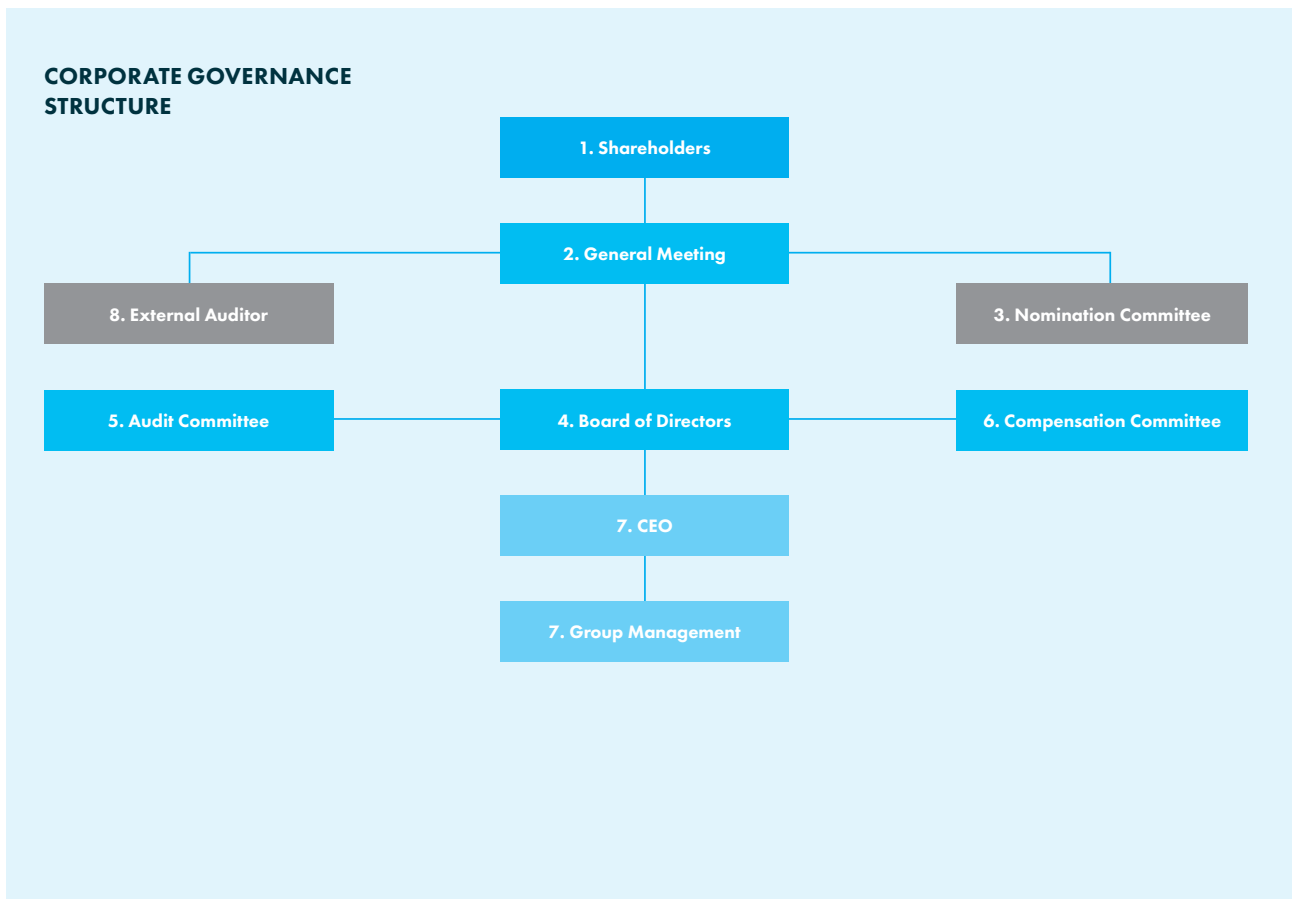 CORPORATE GOVERNANCE
STRUCTURE
1. Shareholders
2. General Meeting
8. External Auditor
3. Nomination Committee
5. Audit Committee
4. Board of Directors
6. Compensation Committee
7. CEO
7. Group Management